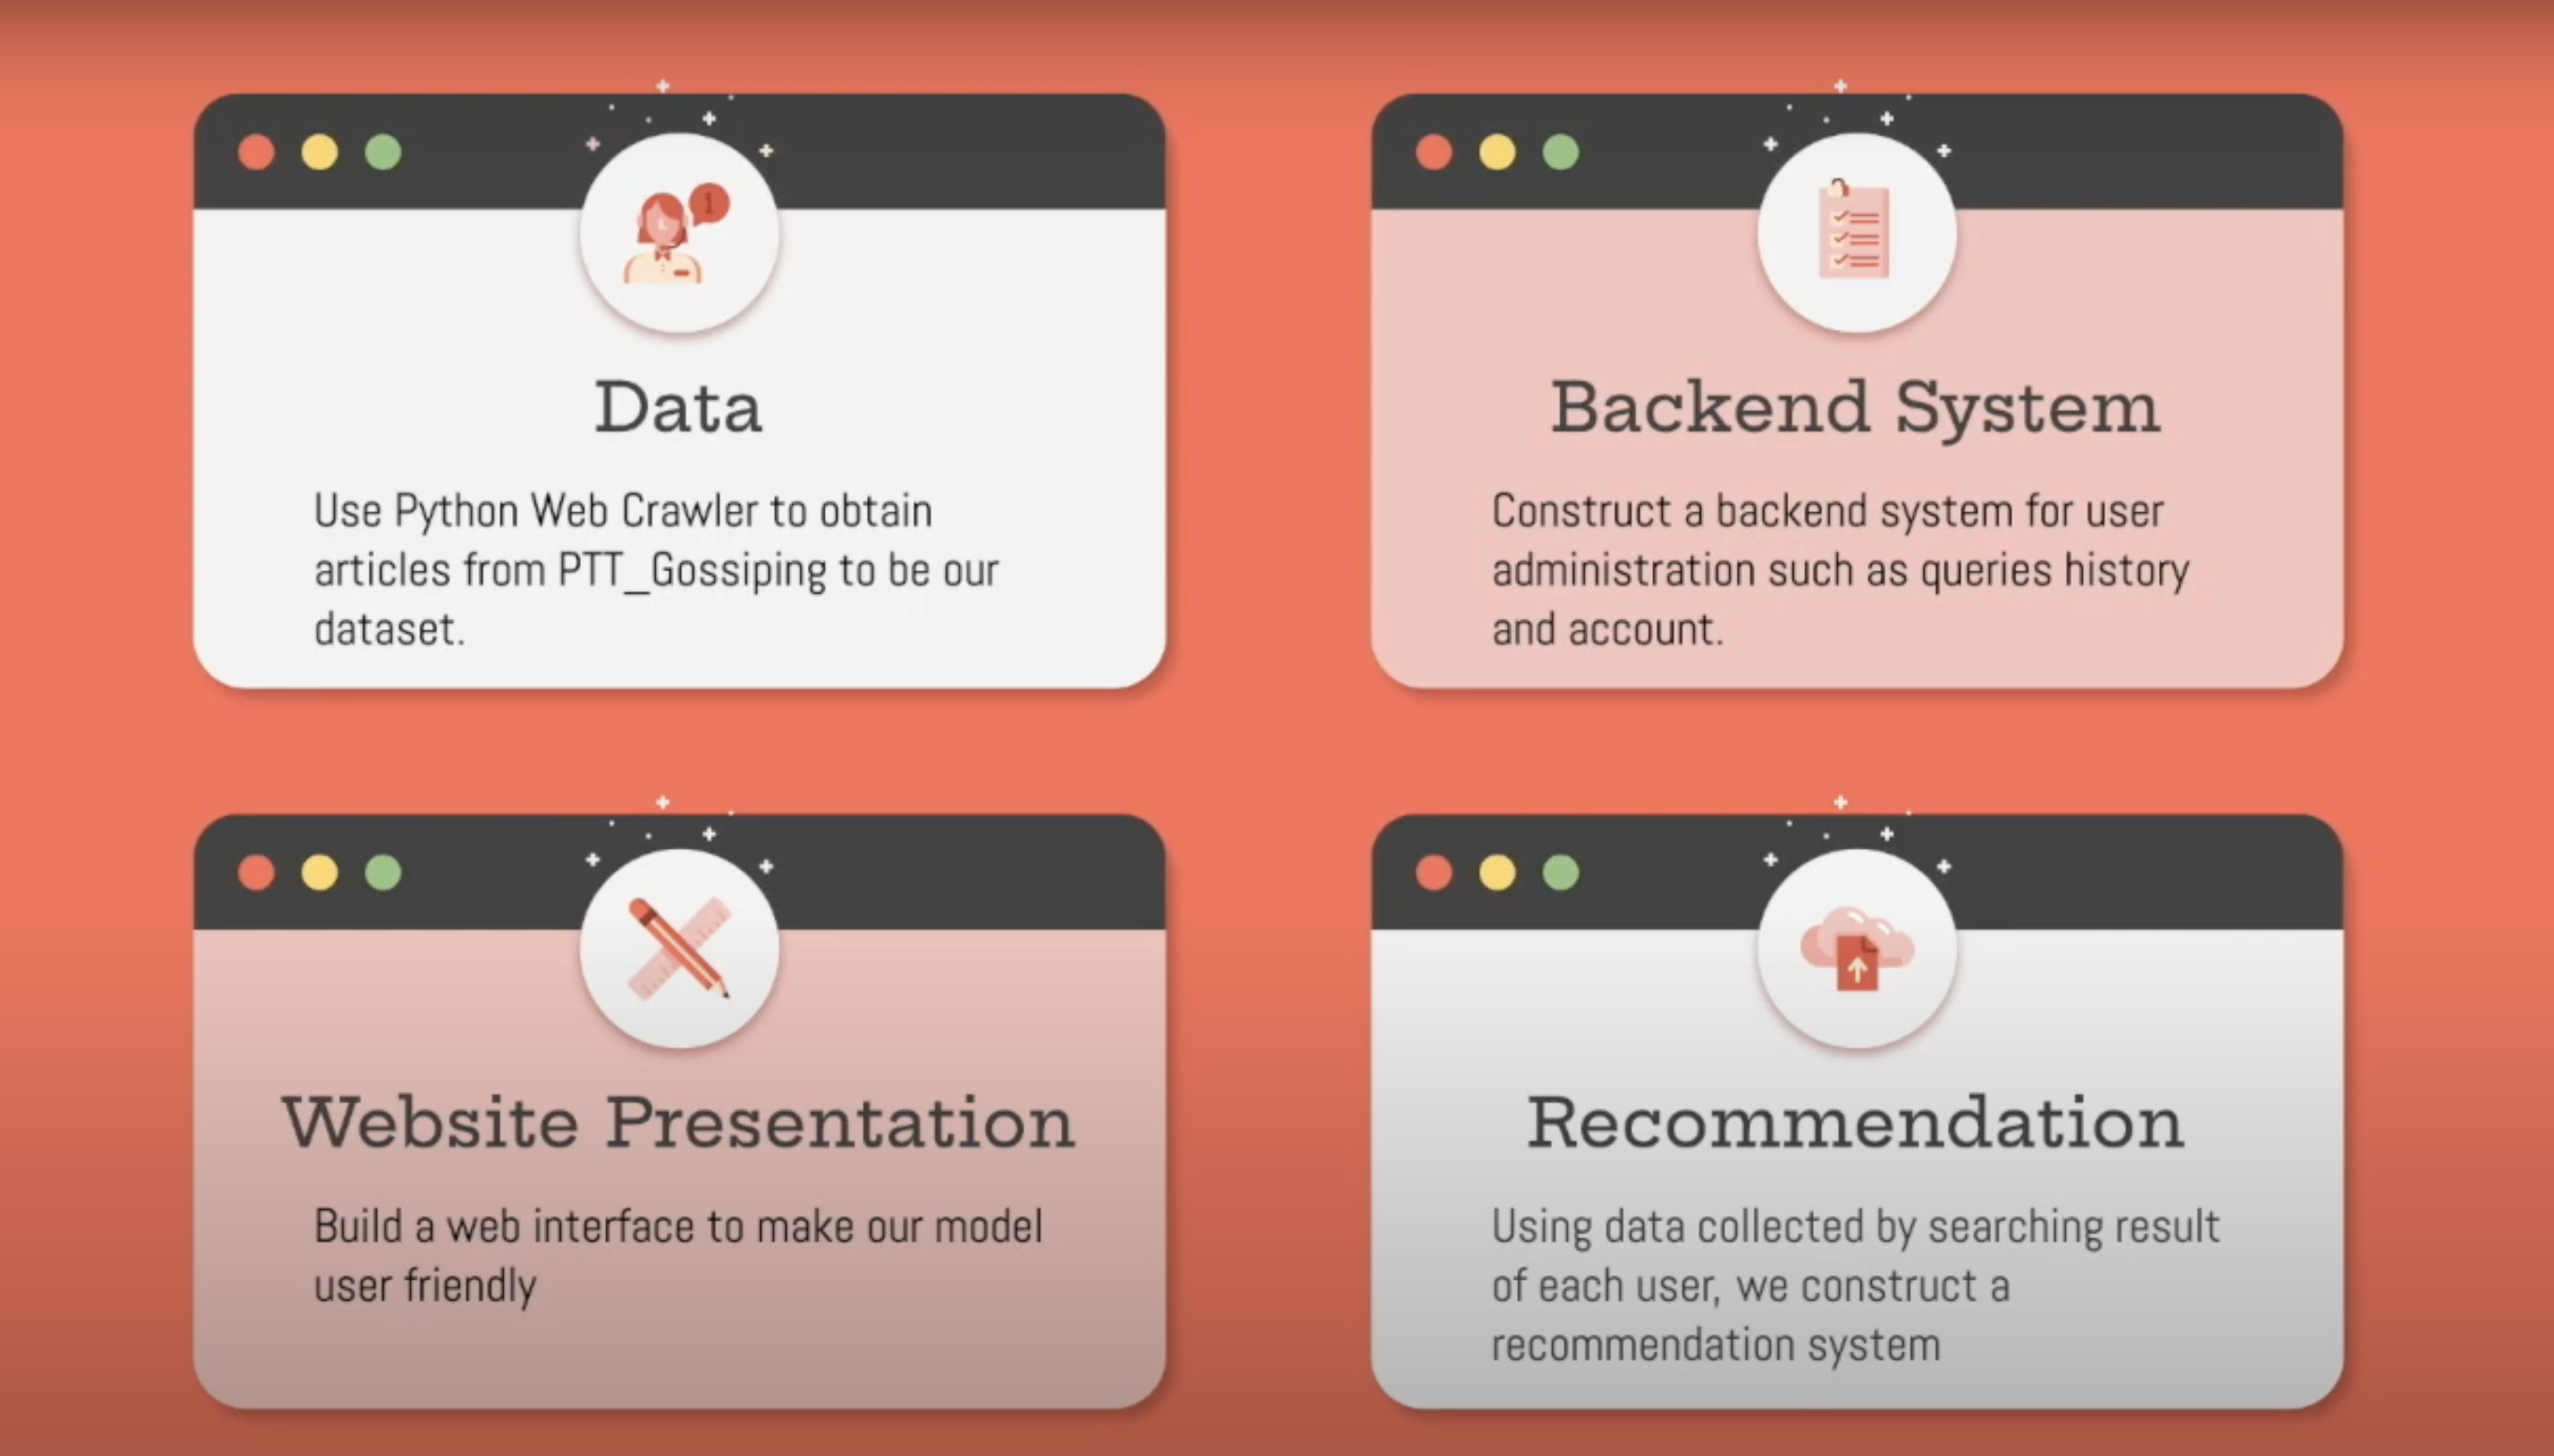 Data
Use Python Web Crawler to obtain
articles from PTT_Gossiping to be our
dataset.
Backend System
Construct a backend system for user
administration such as queries history
and account.
Website Presentation
Build a web interface to make our model
user friendly
Recommendation
Using data collected by searching result
of each user, we construct a
recommendation system